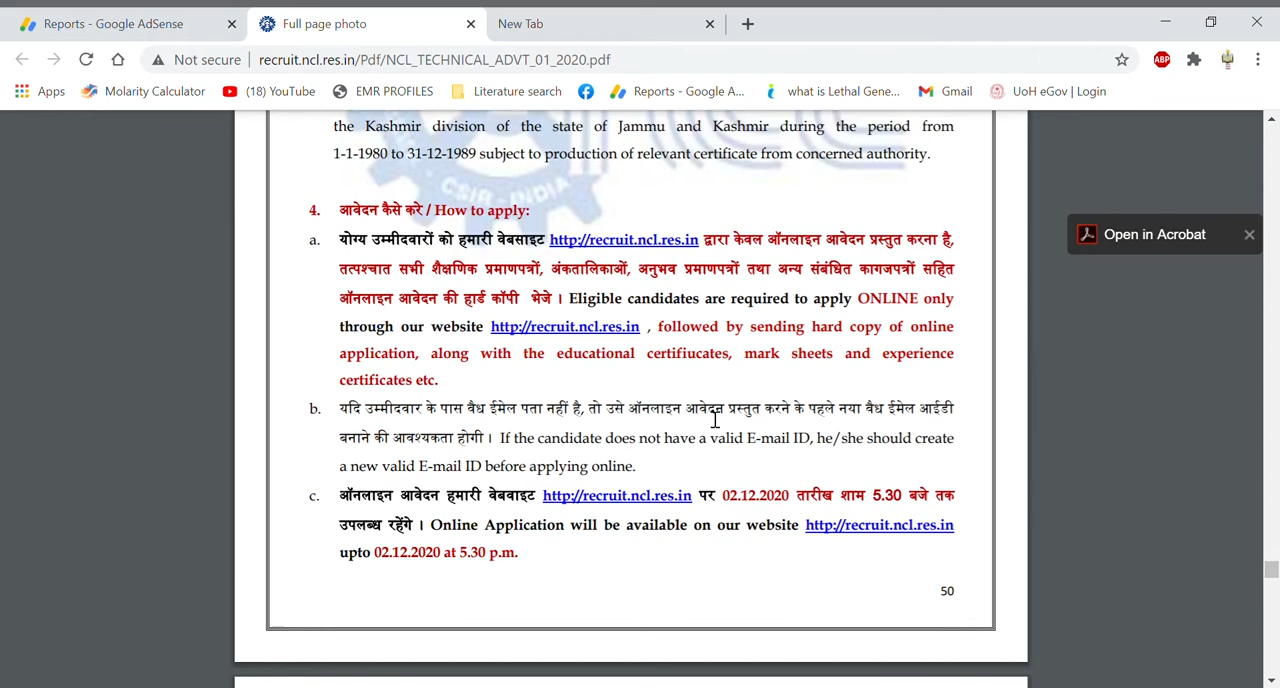 Reports - Google AdSense
Full page photo
New Tab
Not secure
recruit.ncl.res.in/Pdf/NCL_TECHNICAL_ADVT_01_2020.pdf
ABP
Apps
Molarity Calculator
(18) YouTube
EMR PROFILES
Literature search
Reports - Google A...
what is Lethal Gene...
Gmail
UoH eGov | Login
the Kashmir division of the state of Jammu and Kashmir during the period from
1-1-1980 to 31-12-1989 subject to production of relevant certificate from concerned authority.
CSIR-INDIA
4. आवेदन कैसे करे / How to apply:
Open in Acrobat
a. योग्य उम्मीदवारों को हमारी वेबसाइट http://recruit.ncl.res.in द्वारा केवल ऑनलाइन आवेदन प्रस्तुत करना है,
तत्पश्चात सभी शैक्षणिक प्रमाणपत्रों, अंकतालिकाओं, अनुभव प्रमाणपत्रों तथा अन्य संबंधित कागजपत्रों सहित
ऑनलाइन आवेदन की हार्ड कॉपी भेजे । Eligible candidates are required to apply ONLINE only
through our website http://recruit.ncl.res.in , followed by sending hard copy of online
application, along with the educational certifiucates, mark sheets and experience
certificates etc.
b. यदि उम्मीदवार के पास वैध ईमेल पता नहीं है, तो उसे ऑनलाइन आवेदन प्रस्तुत करने के पहले नया वैध ईमेल आईडी
बनाने की आवश्यकता होगी । If the candidate does not have a valid E-mail ID, he/she should create
a new valid E-mail ID before applying online.
c. ऑनलाइन आवेदन हमारी वेबवाइट http://recruit.ncl.res.in पर 02.12.2020 तारीख शाम 5.30 बजे तक
उपलब्ध रहेंगे । Online Application will be available on our website http://recruit.ncl.res.in
upto 02.12.2020 at 5.30 p.m.
50